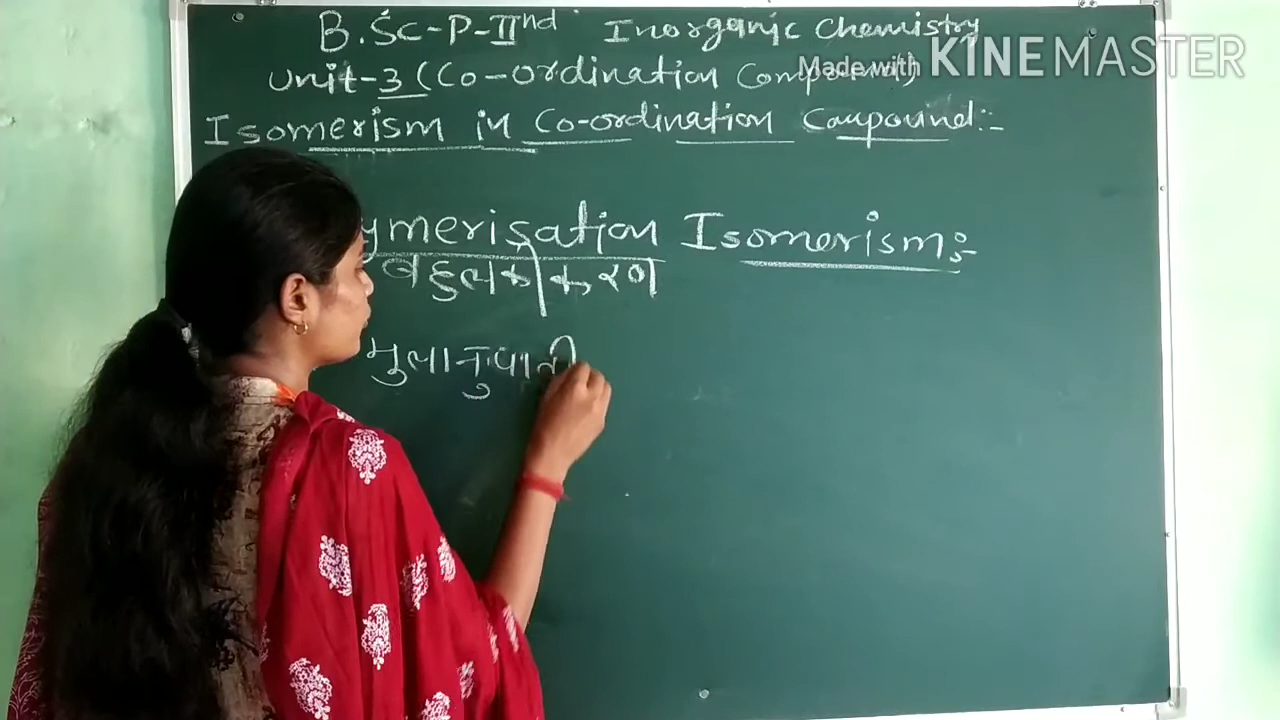 B.Sc-P-IInd Inorganic Chemistry
Unit-3 (Co-ordination Compound)
Made with KINEMASTER
Isomerism in Co-ordination Compound:-
ymerisation Isomerism:-
बहुलकीकरण
मुलानुपाती